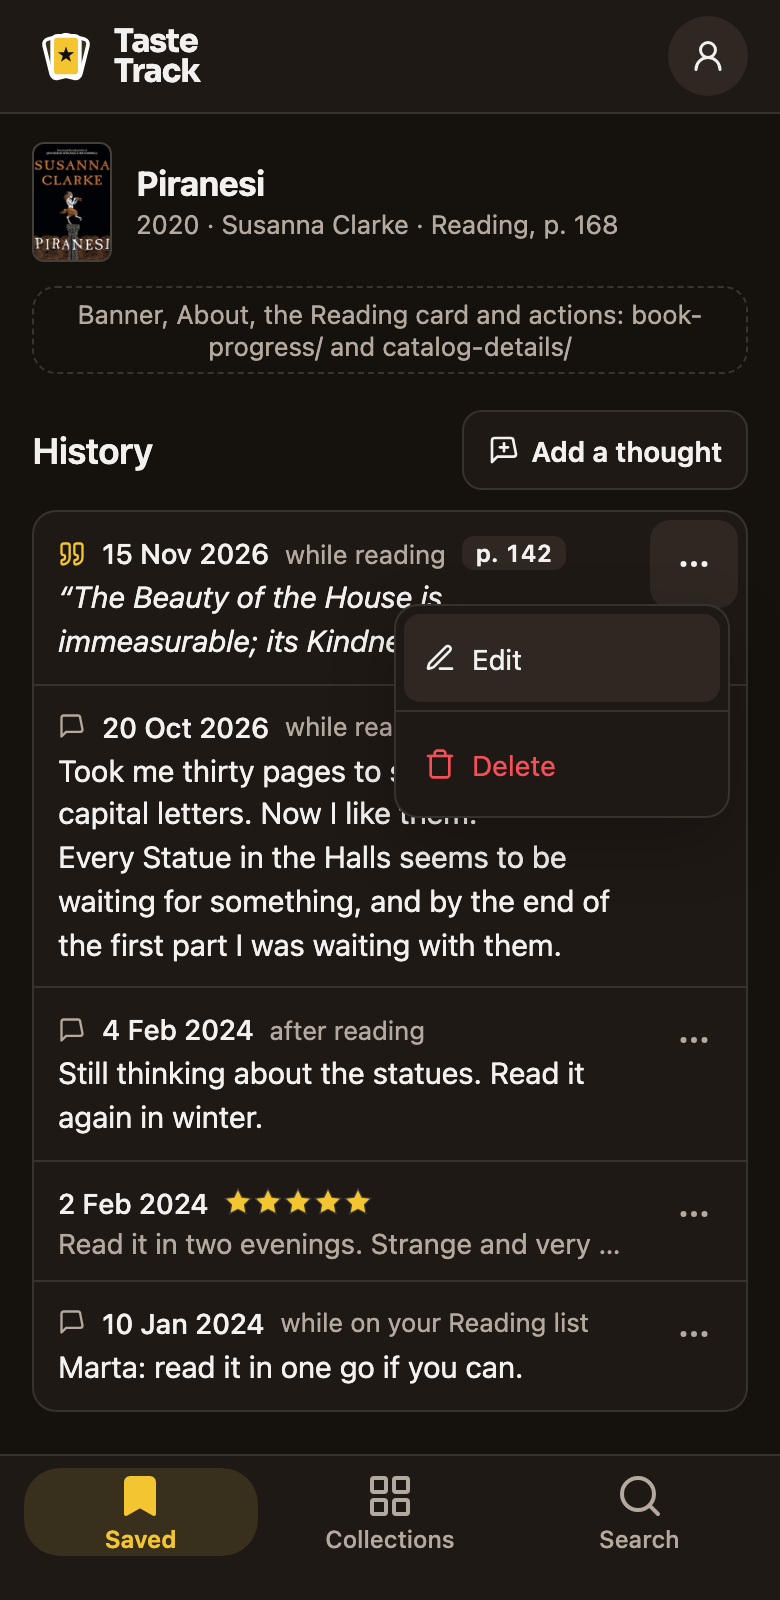 Taste
Track
SUSANNA
CLARKE
PIRANESI
Piranesi
2020 · Susanna Clarke · Reading, p. 168
Banner, About, the Reading card and actions: book-
progress/ and catalog-details/
History
Add a thought
15 Nov 2026 while reading p. 142
“The Beauty of the House is
immeasurable; its
Edit
20 Oct 2026 while
Delete
Took me thirty pages to
capital letters. Now I like them.
Every Statue in the Halls seems to be
waiting for something, and by the end of
the first part I was waiting with them.
4 Feb 2024 after reading
Still thinking about the statues. Read it
again in winter.
2 Feb 2024
Read it in two evenings. Strange and very ...
10 Jan 2024 while on your Reading list
Marta: read it in one go if you can.
Saved
Collections
Search